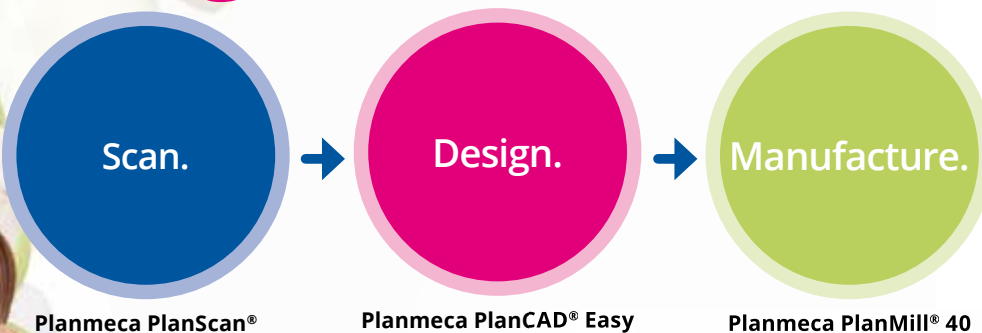 Scan.
Design.
Manufacture.
Planmeca PlanScan®
Planmeca PlanCAD® Easy
Planmeca PlanMill® 40